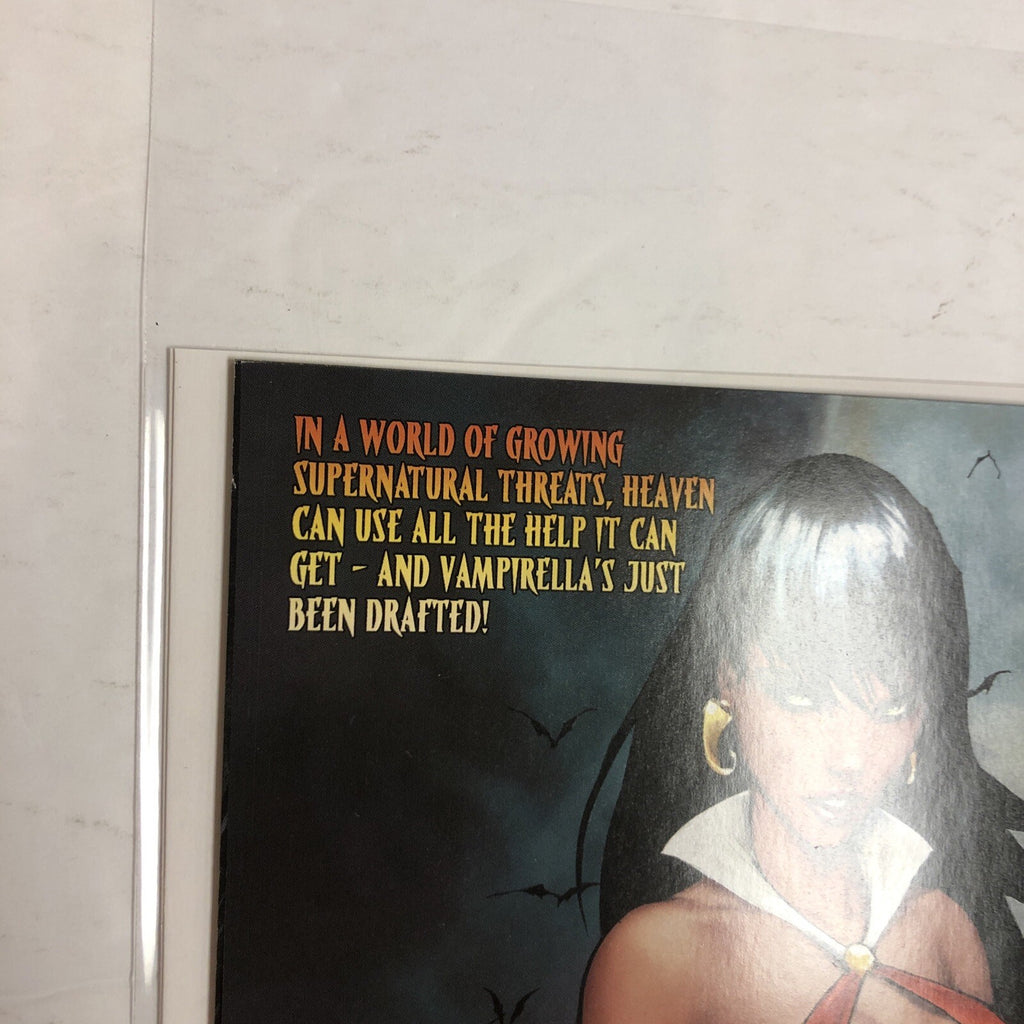 IN A WORLD OF GROWING
SUPERNATURAL THREATS, HEAVEN
CAN USE ALL THE HELP IT CAN
GET - AND VAMPIRELLA'S JUST
BEEN DRAFTED!